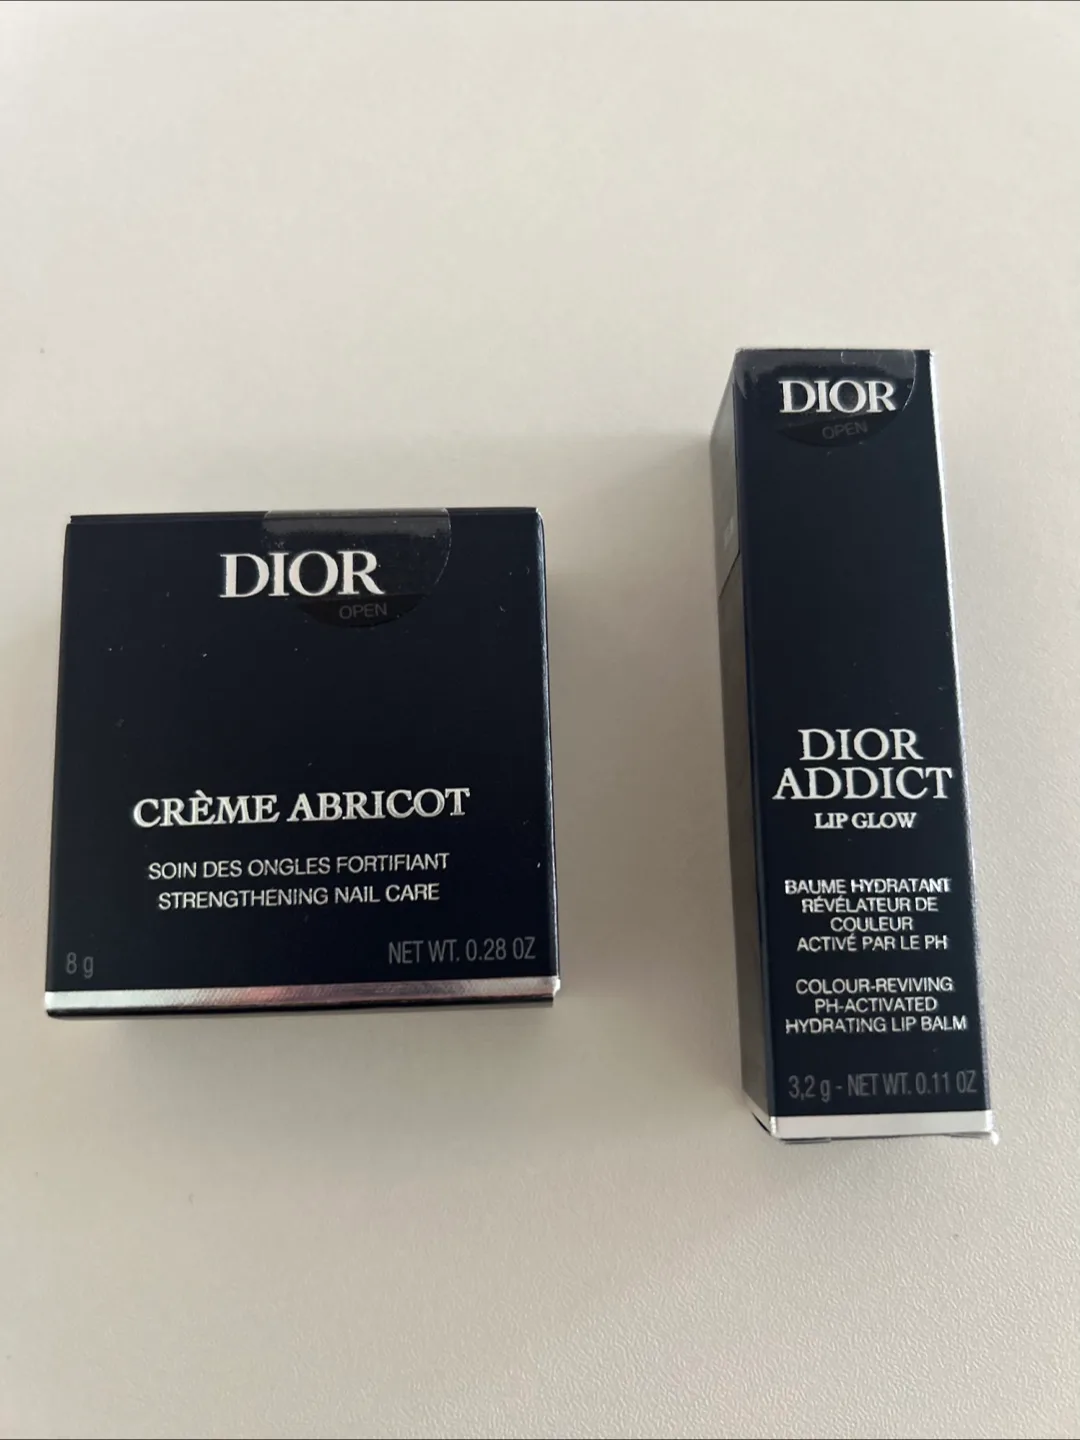 DIOR
OPEN
CRÈME ABRICOT
SOIN DES ONGLES FORTIFIANT
STRENGTHENING NAIL CARE
8 g
NET WT. 0.28 OZ
DIOR
OPEN
DIOR
ADDICT
LIP GLOW
BAUME HYDRATANT
RÉVÉLATEUR DE
COULEUR
ACTIVÉ PAR LE PH
COLOUR-REVIVING
PH-ACTIVATED
HYDRATING LIP BALM
3,2 g - NET WT. 0.11 OZ